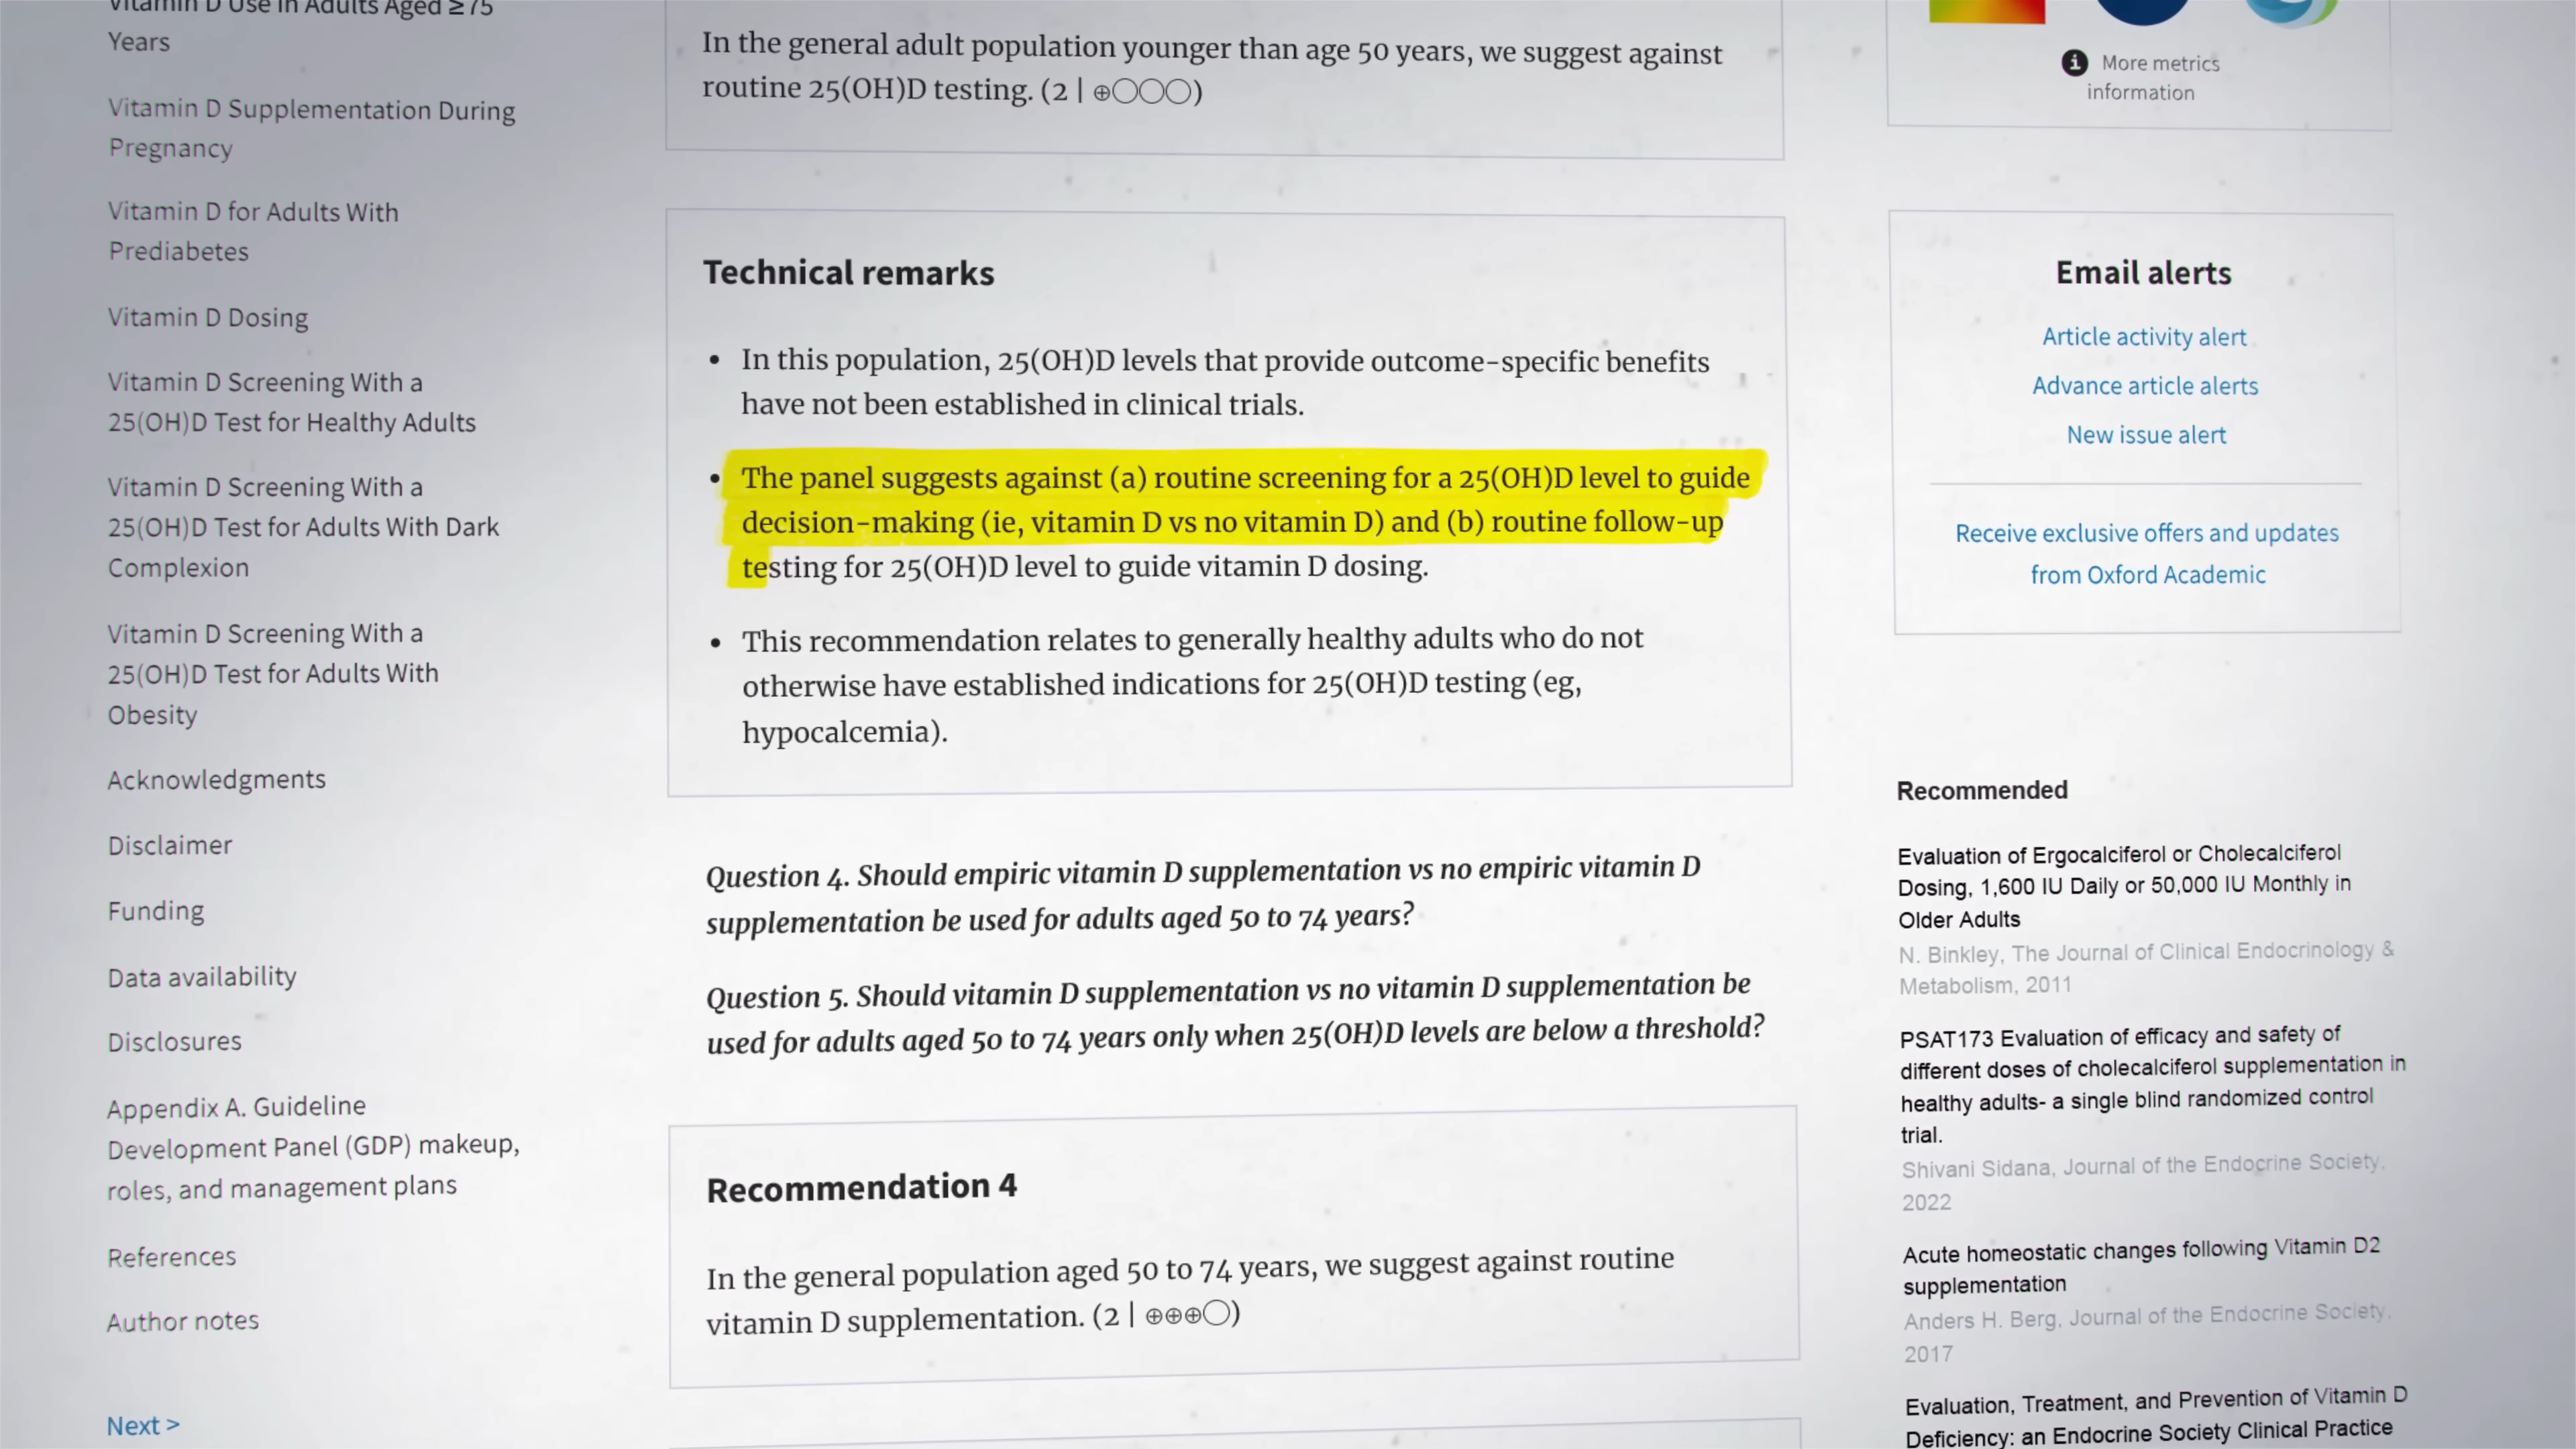 Vitamin D Use in Adults Aged ≥75
Years
Vitamin D Supplementation During
Pregnancy
Vitamin D for Adults With
Prediabetes
Vitamin D Dosing
Vitamin D Screening With a
25(OH)D Test for Healthy Adults
Vitamin D Screening With a
25(OH)D Test for Adults With Dark
Complexion
Vitamin D Screening With a
25(OH)D Test for Adults With
Obesity
Acknowledgments
Disclaimer
Funding
Data availability
Disclosures
Appendix A. Guideline
Development Panel (GDP) makeup,
roles, and management plans
References
Author notes
Next >
In the general adult population younger than age 50 years, we suggest against
routine 25(OH)D testing. (2 | ⊕◯◯◯)
Technical remarks
• In this population, 25(OH)D levels that provide outcome-specific benefits
have not been established in clinical trials.
• The panel suggests against (a) routine screening for a 25(OH)D level to guide
decision-making (ie, vitamin D vs no vitamin D) and (b) routine follow-up
testing for 25(OH)D level to guide vitamin D dosing.
• This recommendation relates to generally healthy adults who do not
otherwise have established indications for 25(OH)D testing (eg,
hypocalcemia).
Question 4. Should empiric vitamin D supplementation vs no empiric vitamin D
supplementation be used for adults aged 50 to 74 years?
Question 5. Should vitamin D supplementation vs no vitamin D supplementation be
used for adults aged 50 to 74 years only when 25(OH)D levels are below a threshold?
Recommendation 4
In the general population aged 50 to 74 years, we suggest against routine
vitamin D supplementation. (2 | ⊕⊕⊕◯)
More metrics
information
Email alerts
Article activity alert
Advance article alerts
New issue alert
Receive exclusive offers and updates
from Oxford Academic
Recommended
Evaluation of Ergocalciferol or Cholecalciferol
Dosing, 1,600 IU Daily or 50,000 IU Monthly in
Older Adults
N. Binkley, The Journal of Clinical Endocrinology &
Metabolism, 2011
PSAT173 Evaluation of efficacy and safety of
different doses of cholecalciferol supplementation in
healthy adults- a single blind randomized control
trial.
Shivani Sidana, Journal of the Endocrine Society,
2022
Acute homeostatic changes following Vitamin D2
supplementation
Anders H. Berg, Journal of the Endocrine Society,
2017
Evaluation, Treatment, and Prevention of Vitamin D
Deficiency: an Endocrine Society Clinical Practice